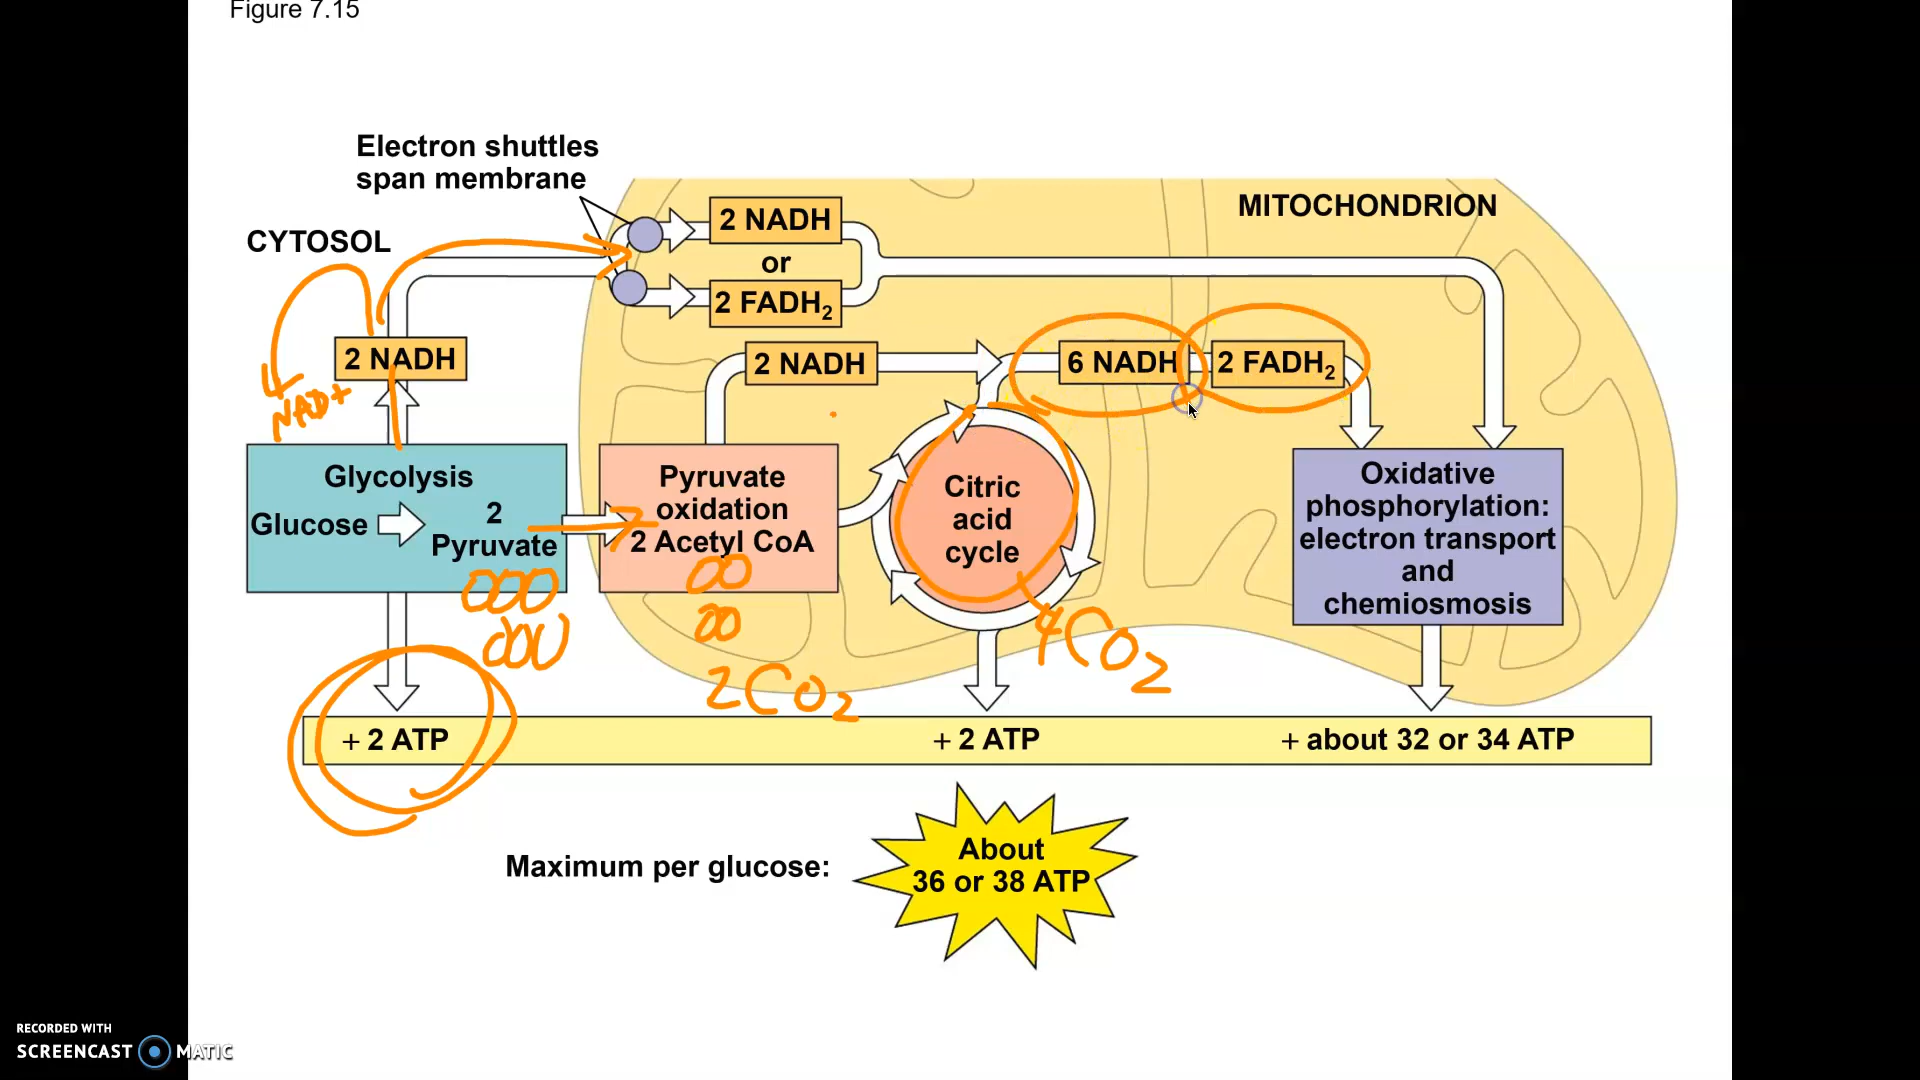 Figure 7.15
Electron shuttles
span membrane
MITOCHONDRION
CYTOSOL
2 NADH
or
2 FADH₂
2 NADH
2 NADH
6 NADH
2 FADH₂
NAD+
Glycolysis
Glucose
2
Pyruvate
Pyruvate
oxidation
2 Acetyl CoA
Citric
acid
cycle
Oxidative
phosphorylation:
electron transport
and
chemiosmosis
2CO₂
4CO₂
+ 2 ATP
+ 2 ATP
+ about 32 or 34 ATP
Maximum per glucose:
About
36 or 38 ATP
RECORDED WITH
SCREENCAST MATIC